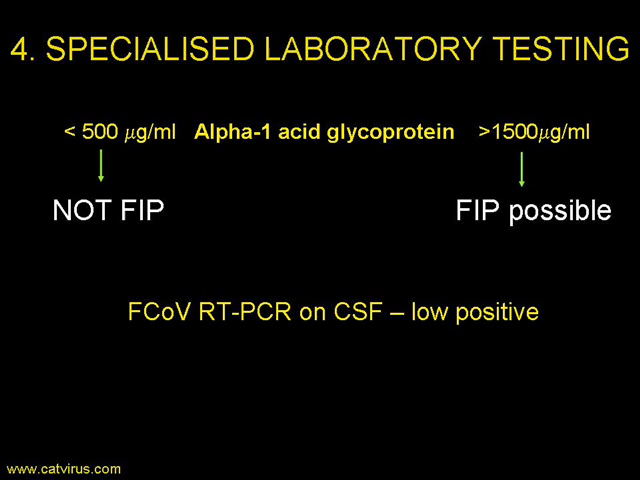 4. SPECIALISED LABORATORY TESTING
< 500 µg/ml Alpha-1 acid glycoprotein >1500µg/ml
NOT FIP FIP possible
FCoV RT-PCR on CSF – low positive
www.catvirus.com